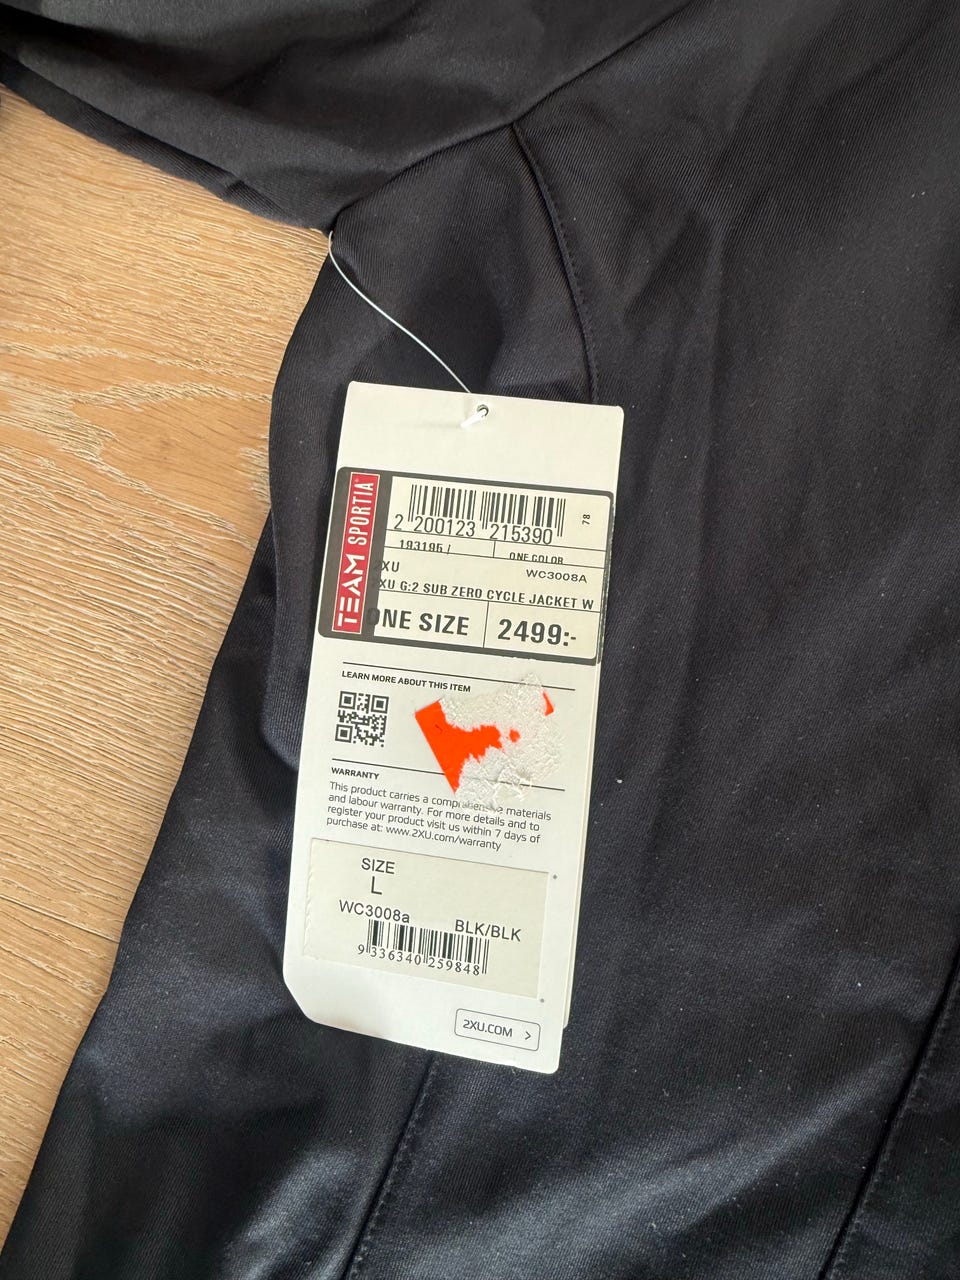 TEAM SPORTIA
78
2 200123 215390
193195 / ONE COLOR
XU WC3008A
XU G:2 SUB ZERO CYCLE JACKET W
ONE SIZE 2499:-
LEARN MORE ABOUT THIS ITEM
WARRANTY
This product carries a comprehensive materials
and labour warranty. For more details and to
register your product visit us within 7 days of
purchase at: www.2XU.com/warranty
SIZE
L
WC3008a BLK/BLK
9 336340 259848
2XU.COM >